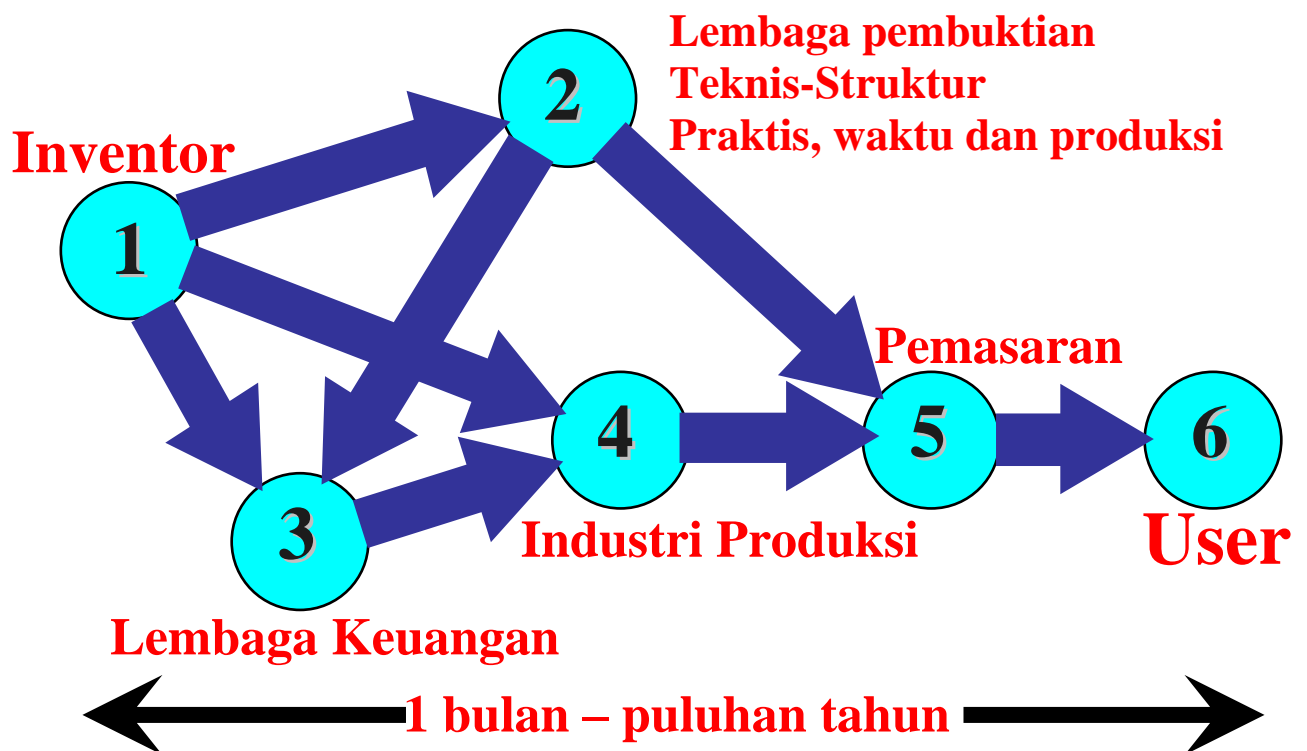 Lembaga pembuktian
Teknis-Struktur
Praktis, waktu dan produksi
2
Inventor
1
Pemasaran
4
5
6
3
Industri Produksi
User
Lembaga Keuangan
1 bulan – puluhan tahun